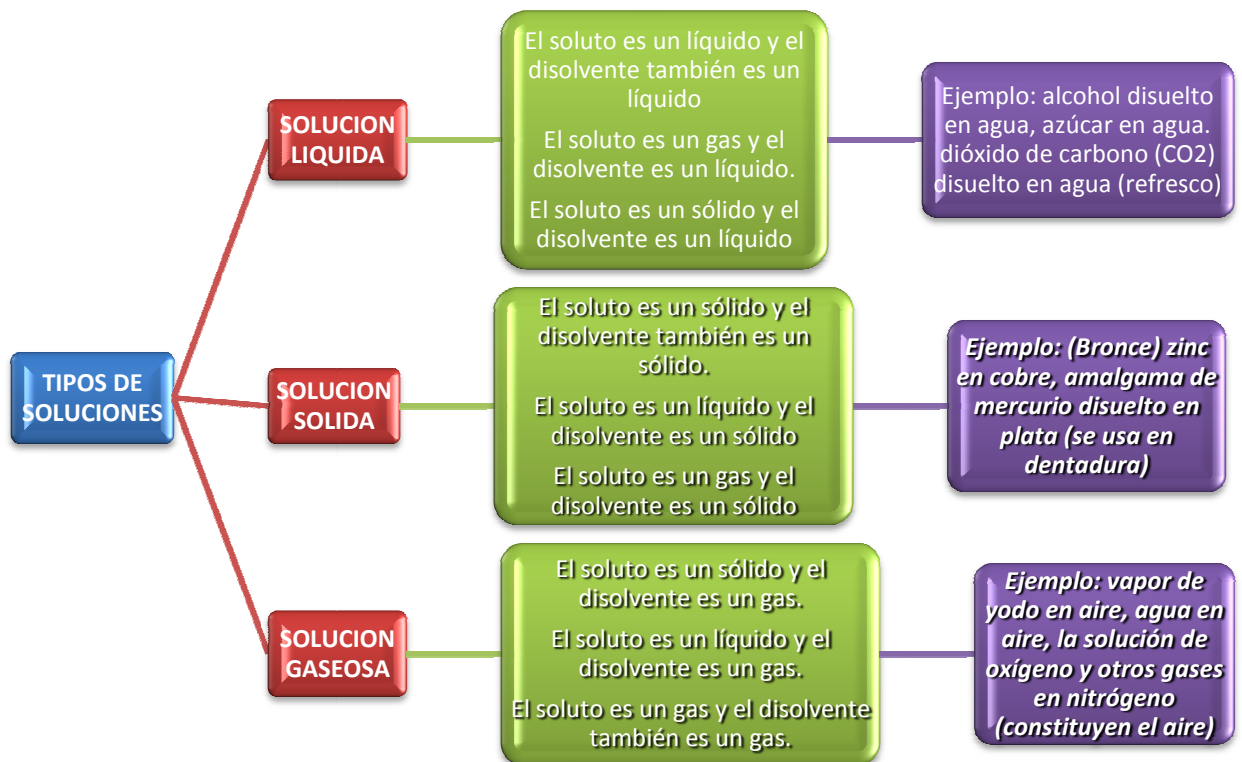 TIPOS DE
SOLUCIONES
SOLUCION
LIQUIDA
El soluto es un líquido y el
disolvente también es un
líquido
El soluto es un gas y el
disolvente es un líquido.
El soluto es un sólido y el
disolvente es un líquido
Ejemplo: alcohol disuelto
en agua, azúcar en agua.
dióxido de carbono (CO2)
disuelto en agua (refresco)
SOLUCION
SOLIDA
El soluto es un sólido y el
disolvente también es un
sólido.
El soluto es un líquido y el
disolvente es un sólido
El soluto es un gas y el
disolvente es un sólido
Ejemplo: (Bronce) zinc
en cobre, amalgama de
mercurio disuelto en
plata (se usa en
dentadura)
SOLUCION
GASEOSA
El soluto es un sólido y el
disolvente es un gas.
El soluto es un líquido y el
disolvente es un gas.
El soluto es un gas y el disolvente
también es un gas.
Ejemplo: vapor de
yodo en aire, agua en
aire, la solución de
oxígeno y otros gases
en nitrógeno
(constituyen el aire)